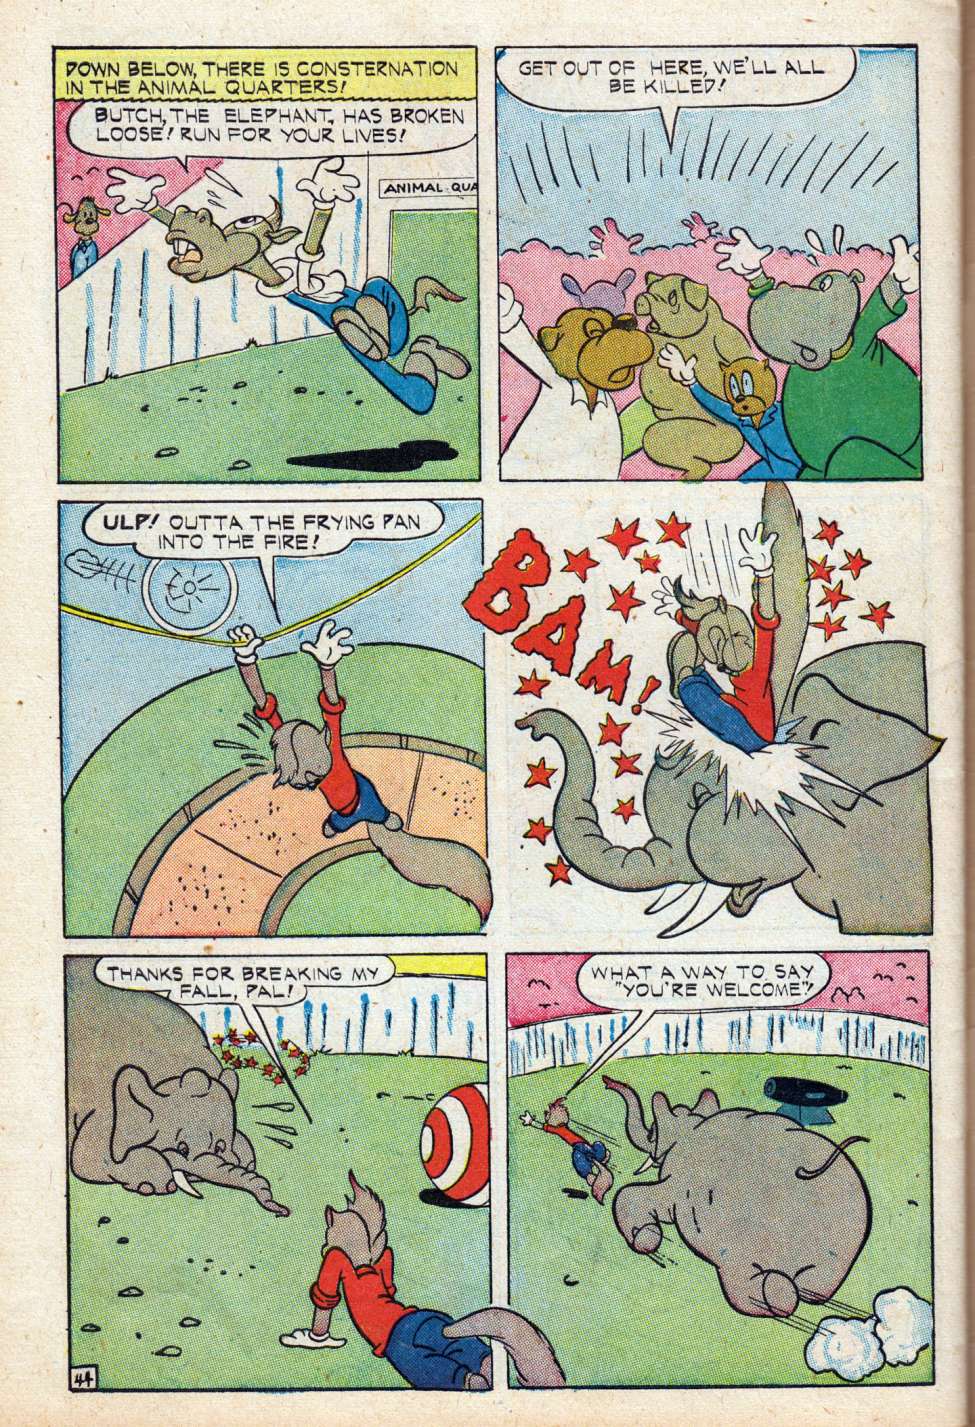 DOWN BELOW, THERE IS CONSTERNATION
IN THE ANIMAL QUARTERS!
BUTCH, THE ELEPHANT, HAS BROKEN
LOOSE! RUN FOR YOUR LIVES!
ANIMAL QUA
GET OUT OF HERE, WE'LL ALL
BE KILLED!
ULP! OUTTA THE FRYING PAN
INTO THE FIRE!
BAM!
THANKS FOR BREAKING MY
FALL, PAL!
WHAT A WAY TO SAY
"YOU'RE WELCOME"!
44